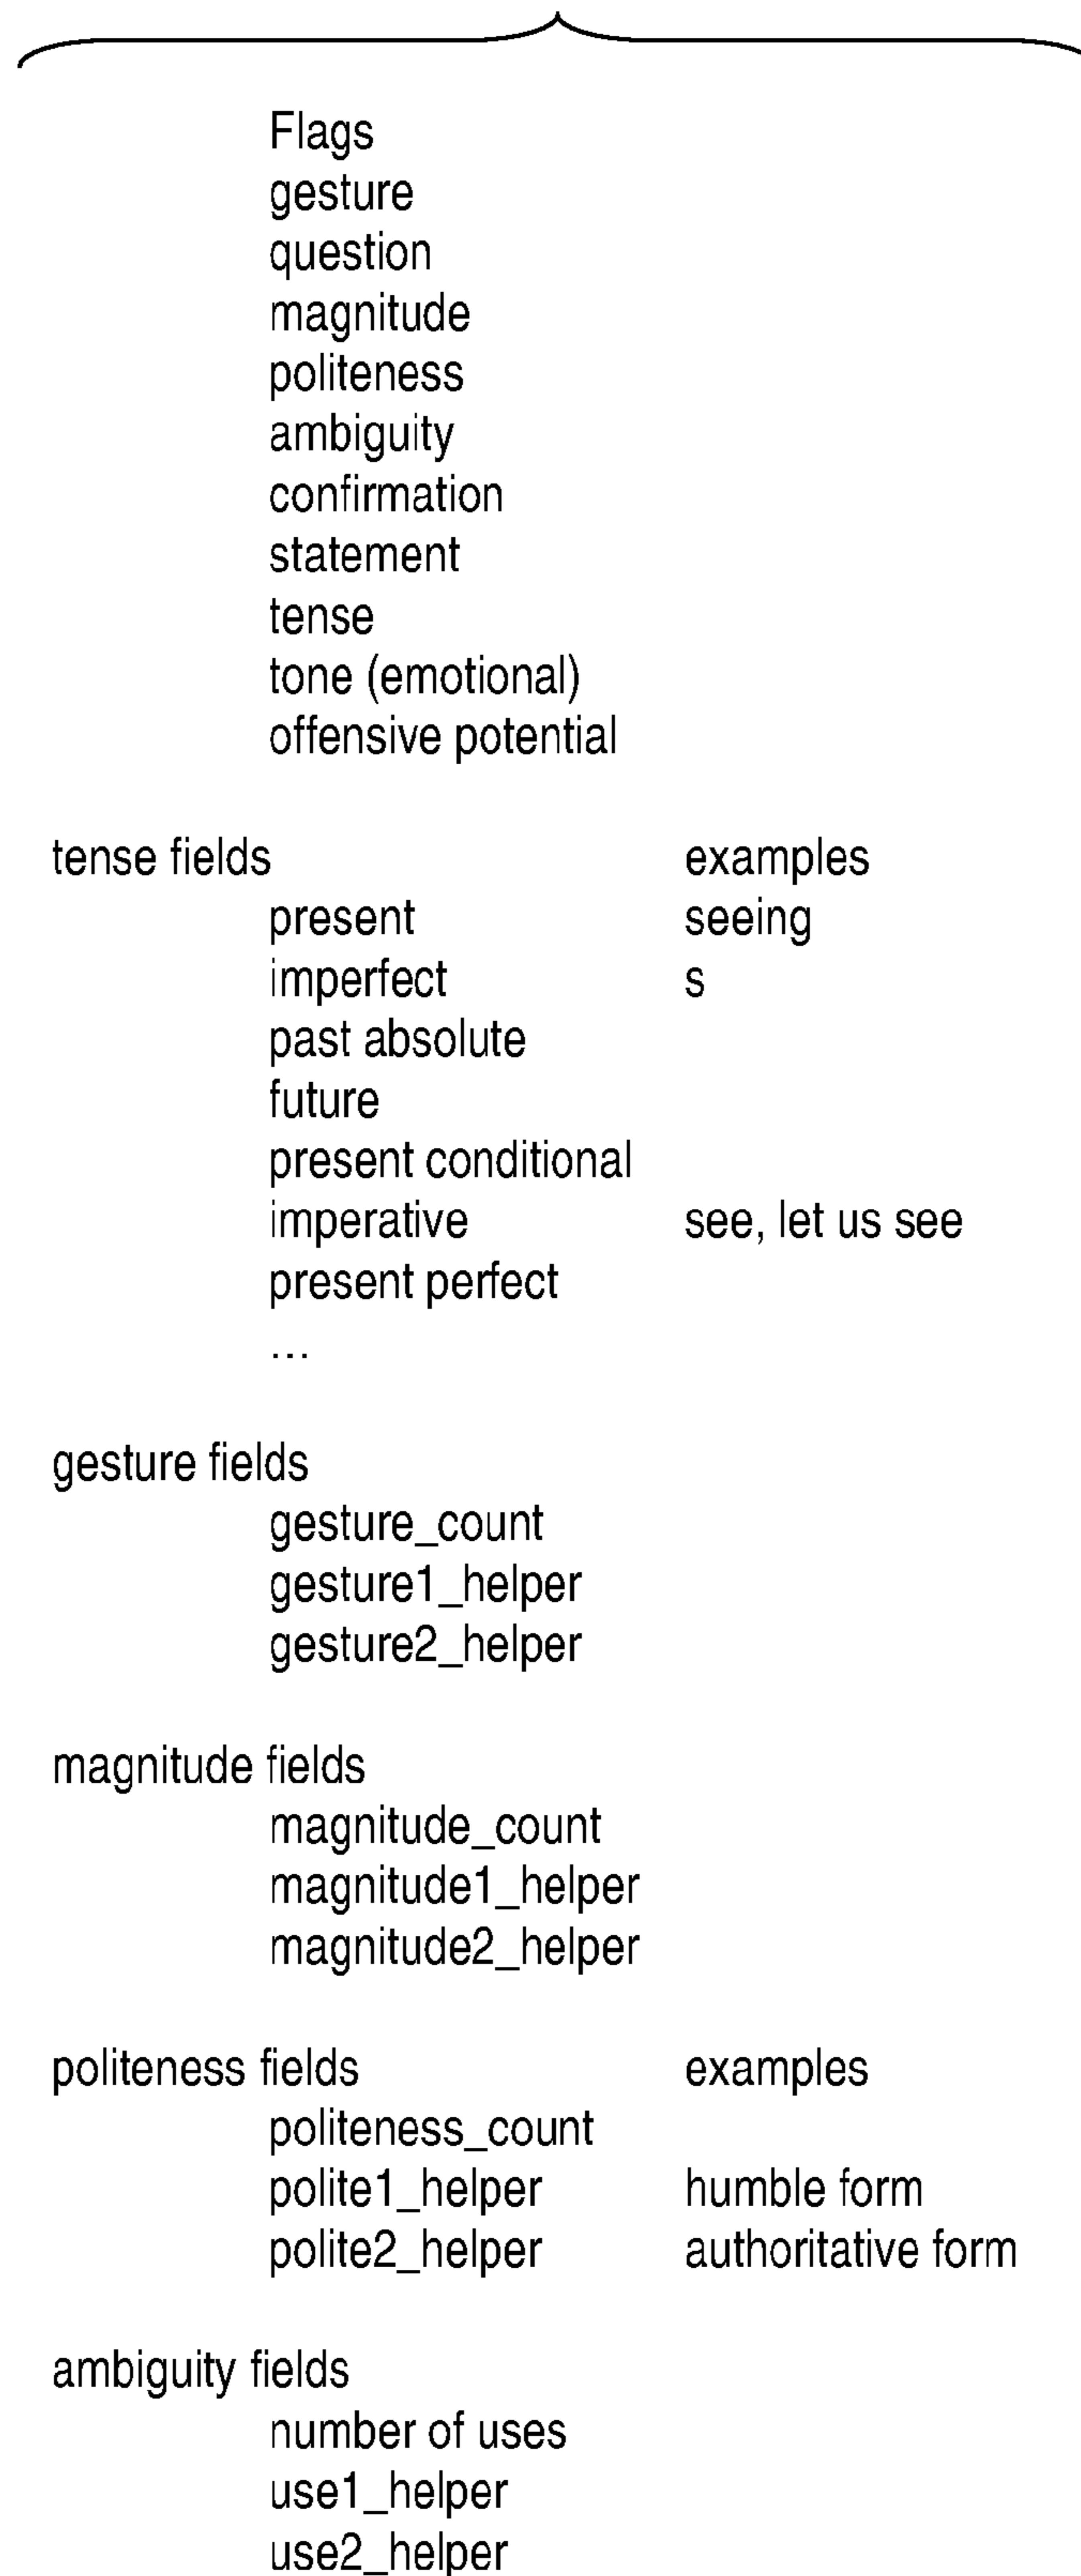 Flags
gesture
question
magnitude
politeness
ambiguity
confirmation
statement
tense
tone (emotional)
offensive potential
tense fields examples
present seeing
imperfect s
past absolute
future
present conditional
imperative see, let us see
present perfect
...
gesture fields
gesture_count
gesture1_helper
gesture2_helper
magnitude fields
magnitude_count
magnitude1_helper
magnitude2_helper
politeness fields examples
politeness_count
polite1_helper humble form
polite2_helper authoritative form
ambiguity fields
number of uses
use1_helper
use2_helper